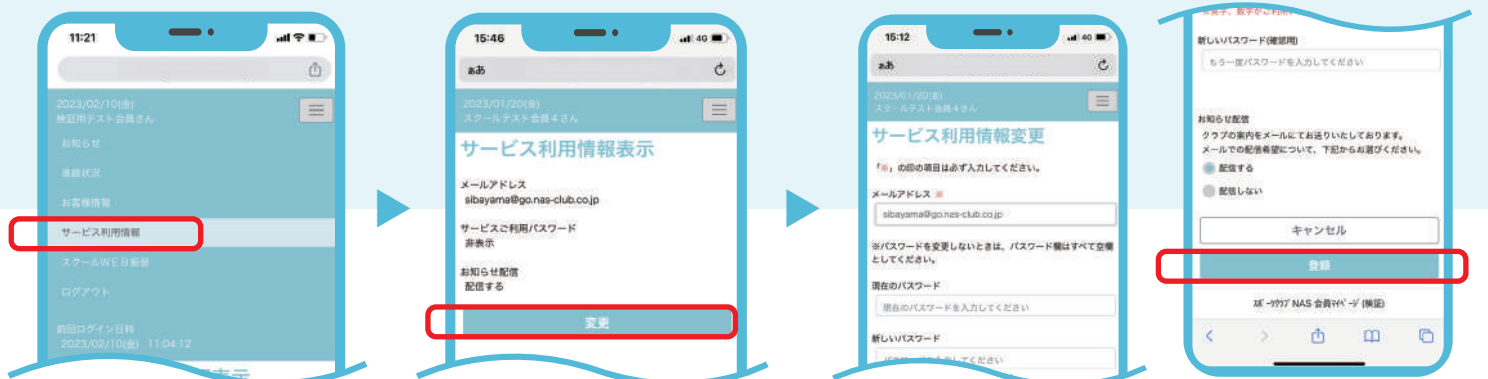 11:21
2023/02/10(金)
検証用テスト会員さん
お知らせ
連絡状況
お客様情報
サービス利用情報
スクールWEB振替
ログアウト
前回ログイン日時
2023/02/10(金) 11:04:12
15:46
4G
ぁあ
2023/01/20(金)
スクールテスト会員4さん
サービス利用情報表示
メールアドレス
sibayama@go.nas-club.co.jp
サービスご利用パスワード
非表示
お知らせ配信
配信する
変更
15:12
4G
ぁあ
2023/01/20(金)
スクールテスト会員4さん
サービス利用情報変更
「※」の印の項目は必ず入力してください。
メールアドレス ※
sibayama@go.nas-club.co.jp
※パスワードを変更しないときは、パスワード欄はすべて空欄
としてください。
現在のパスワード
現在のパスワードを入力してください
新しいパスワード
新しいパスワード(確認用)
もう一度パスワードを入力してください
お知らせ配信
クラブの案内をメールにてお送りいたしております。
メールでの配信希望について、下記からお選びください。
配信する
配信しない
キャンセル
登録
ｽﾎﾟｰﾂｸﾗﾌﾞ NAS 会員ﾏｲﾍﾟｰｼﾞ (検証)